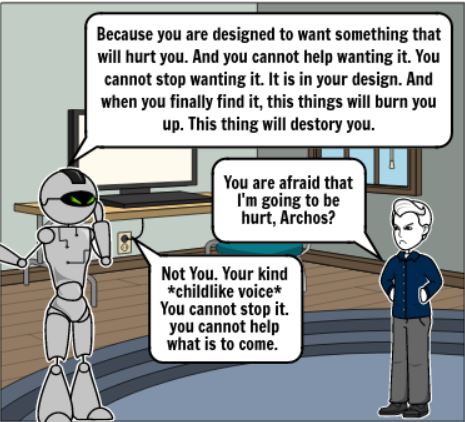 Because you are designed to want something that
will hurt you. And you cannot help wanting it. You
cannot stop wanting it. It is in your design. And
when you finally find it, this things will burn you
up. This thing will destory you.
You are afraid that
I'm going to be
hurt, Archos?
Not You. Your kind
*childlike voice*
You cannot stop it.
you cannot help
what is to come.